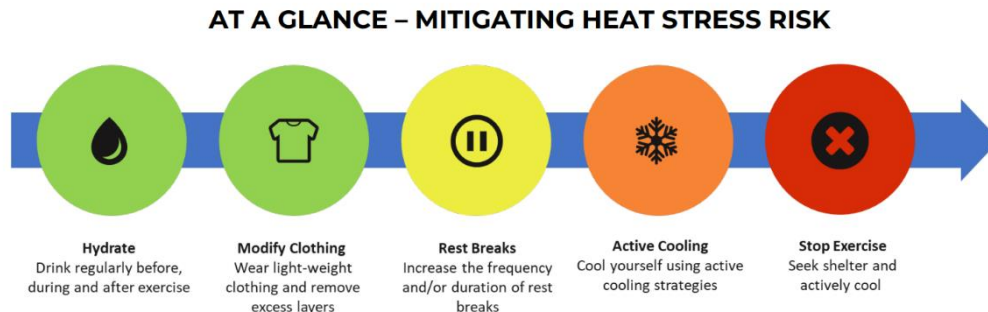 AT A GLANCE – MITIGATING HEAT STRESS RISK
Hydrate
Drink regularly before,
during and after exercise
Modify Clothing
Wear light-weight
clothing and remove
excess layers
Rest Breaks
Increase the frequency
and/or duration of rest
breaks
Active Cooling
Cool yourself using active
cooling strategies
Stop Exercise
Seek shelter and
actively cool